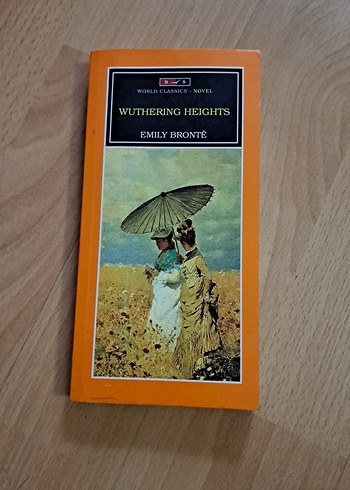 B S
WORLD CLASSICS - NOVEL
WUTHERING HEIGHTS
EMILY BRONTË